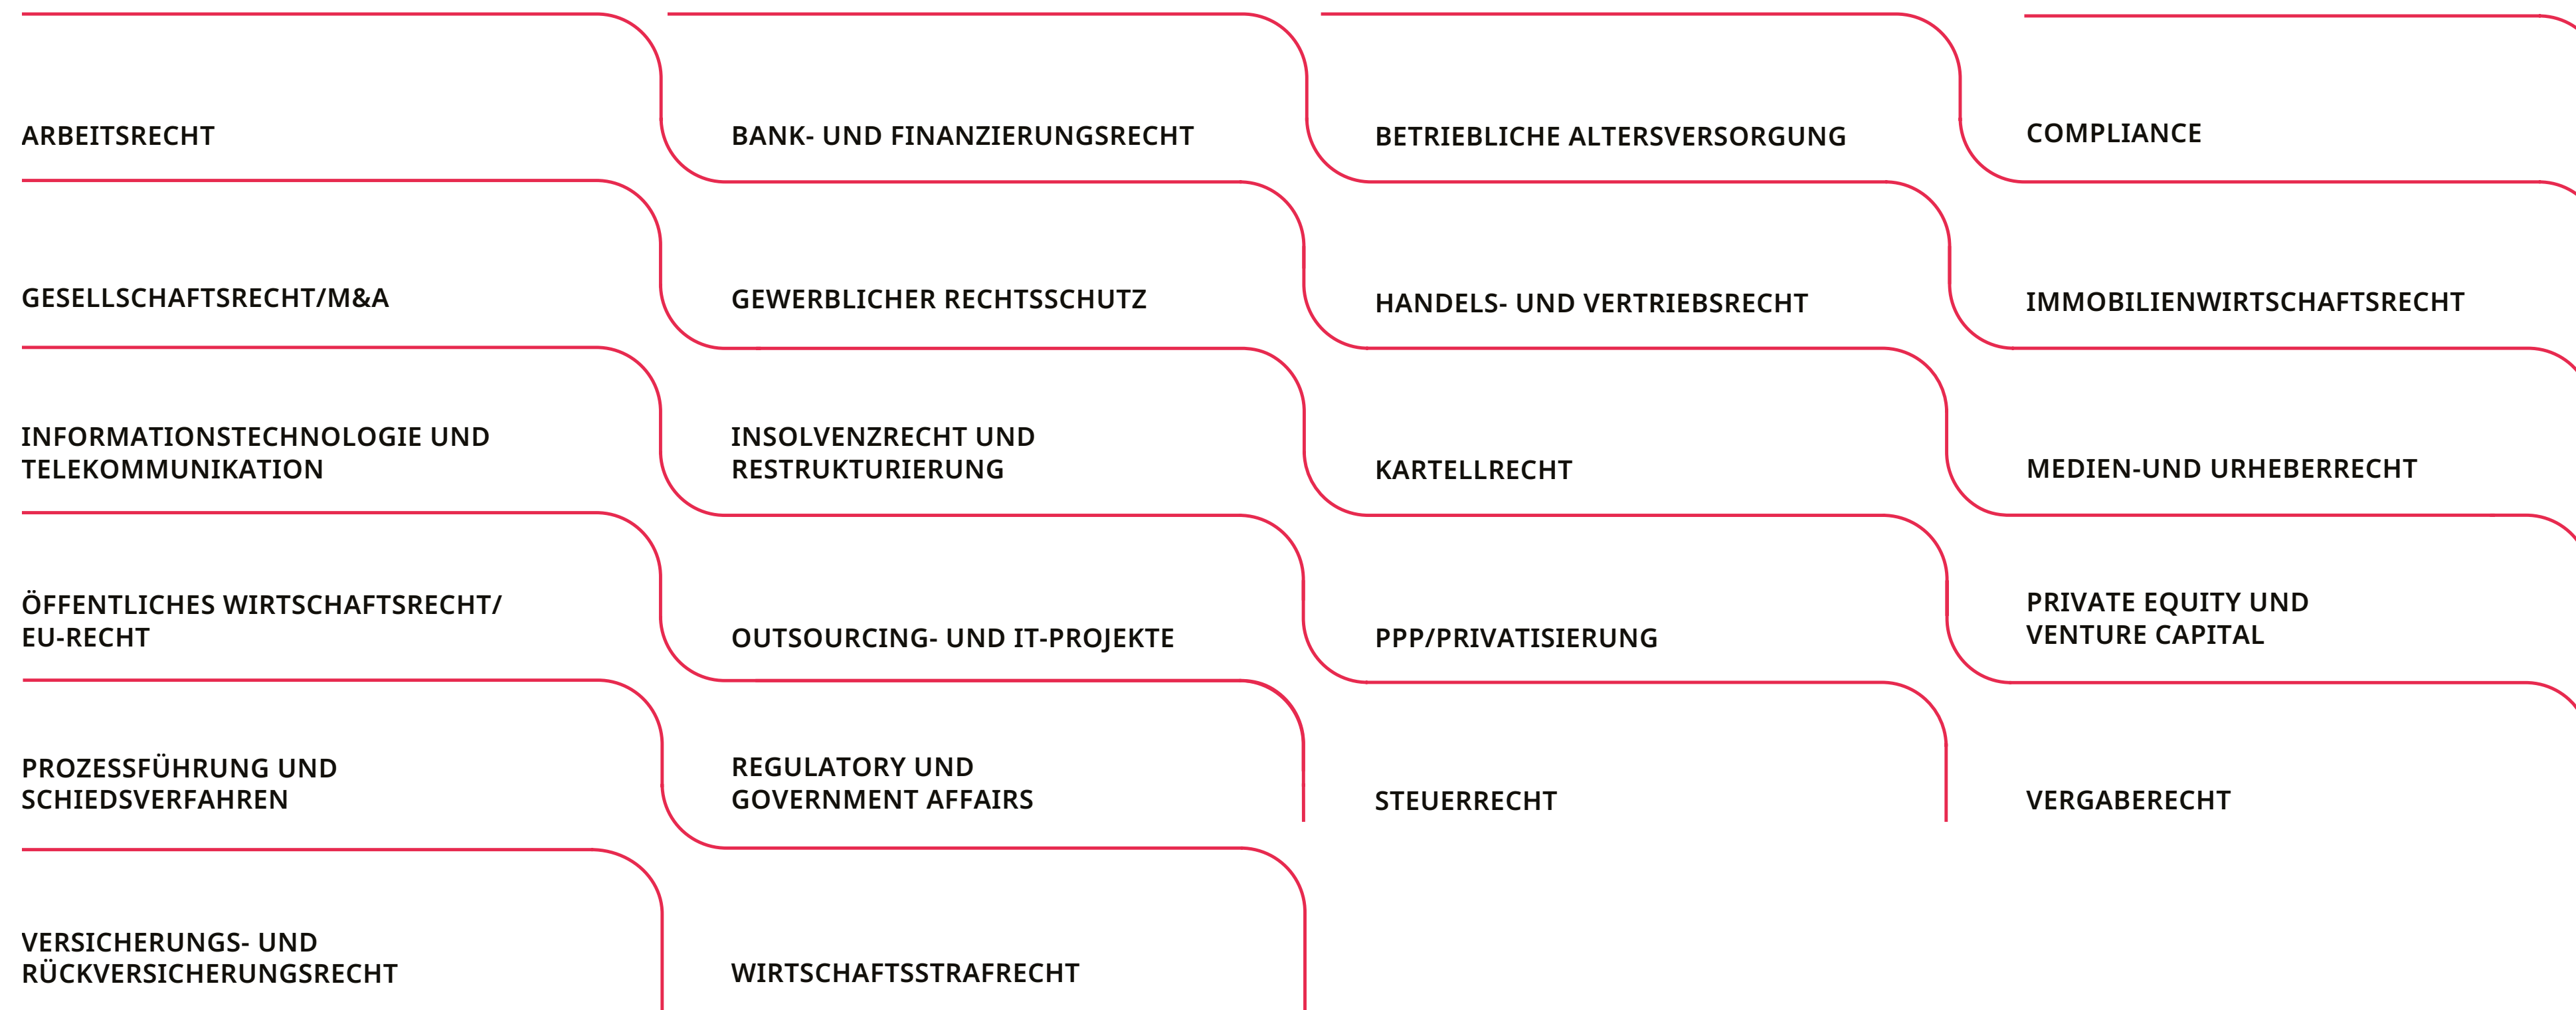 ARBEITSRECHT
BANK- UND FINANZIERUNGSRECHT
BETRIEBLICHE ALTERSVERSORGUNG
COMPLIANCE
GESELLSCHAFTSRECHT/M&A
GEWERBLICHER RECHTSSCHUTZ
HANDELS- UND VERTRIEBSRECHT
IMMOBILIENWIRTSCHAFTSRECHT
INFORMATIONSTECHNOLOGIE UND
TELEKOMMUNIKATION
INSOLVENZRECHT UND
RESTRUKTURIERUNG
KARTELLRECHT
MEDIEN-UND URHEBERRECHT
ÖFFENTLICHES WIRTSCHAFTSRECHT/
EU-RECHT
OUTSOURCING- UND IT-PROJEKTE
PPP/PRIVATISIERUNG
PRIVATE EQUITY UND
VENTURE CAPITAL
PROZESSFÜHRUNG UND
SCHIEDSVERFAHREN
REGULATORY UND
GOVERNMENT AFFAIRS
STEUERRECHT
VERGABERECHT
VERSICHERUNGS- UND
RÜCKVERSICHERUNGSRECHT
WIRTSCHAFTSSTRAFRECHT